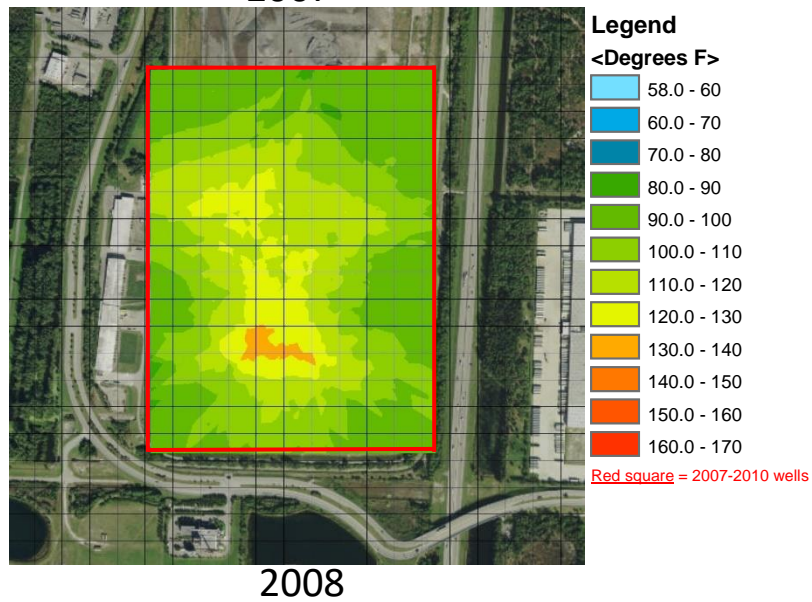 Legend
<Degrees F>
58.0 - 60
60.0 - 70
70.0 - 80
80.0 - 90
90.0 - 100
100.0 - 110
110.0 - 120
120.0 - 130
130.0 - 140
140.0 - 150
150.0 - 160
160.0 - 170
Red square = 2007-2010 wells
2008